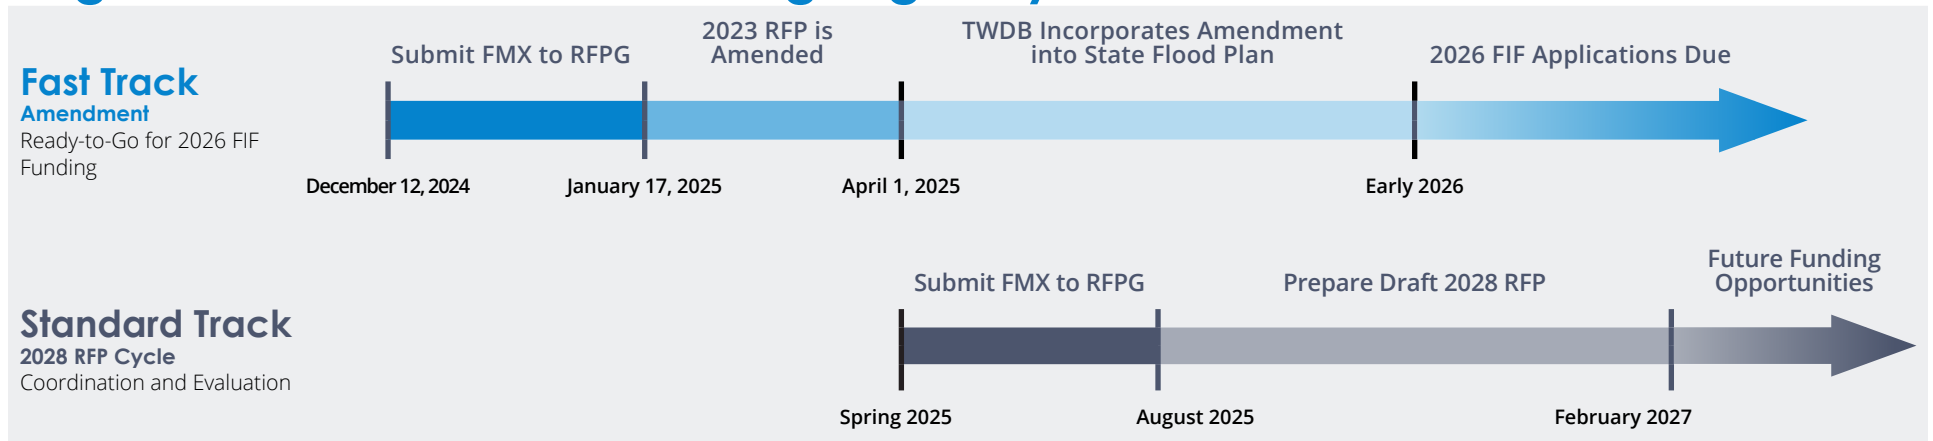 2023 RFP is
TWDB Incorporates Amendment
Submit FMX to RFPG
Amended
into State Flood Plan
2026 FIF Applications Due
Fast Track
Amendment
Ready-to-Go for 2026 FIF
Funding
December 12, 2024
January 17, 2025
April 1, 2025
Early 2026
Future Funding
Submit FMX to RFPG
Prepare Draft 2028 RFP
Opportunities
Standard Track
2028 RFP Cycle
Coordination and Evaluation
Spring 2025
August 2025
February 2027